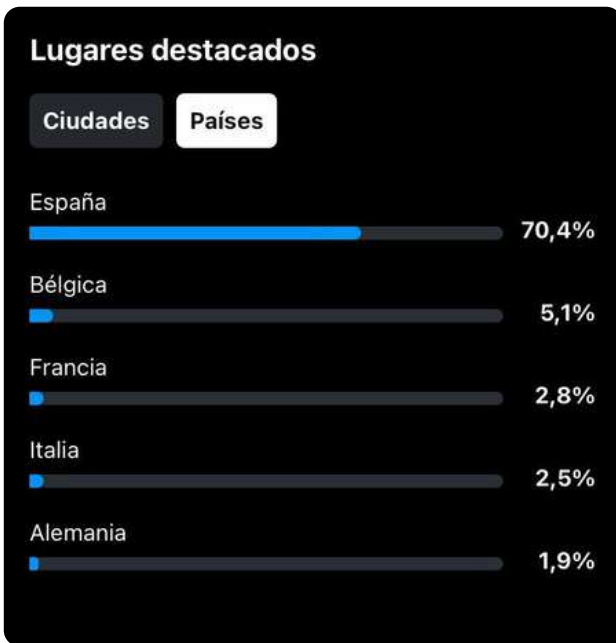 Lugares destacados
Ciudades Países
España
70,4%
Bélgica
5,1%
Francia
2,8%
Italia
2,5%
Alemania
1,9%